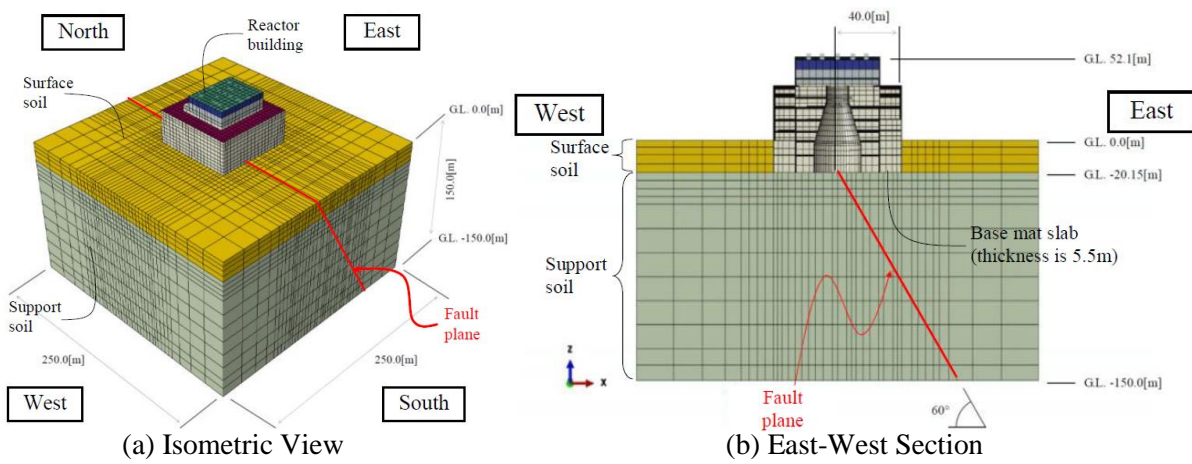 North
Reactor
building
East
Surface
soil
G.L. 0.0[m]
150.0[m]
G.L. -150.0[m]
Support
soil
Fault
plane
250.0[m]
250.0[m]
West
South
(a) Isometric View
40.0[m]
G.L. 52.1[m]
West
East
Surface
soil
G.L. 0.0[m]
G.L. -20.15[m]
Base mat slab
(thickness is 5.5m)
Support
soil
z
x
Fault
plane
60°
G.L. -150.0[m]
(b) East-West Section